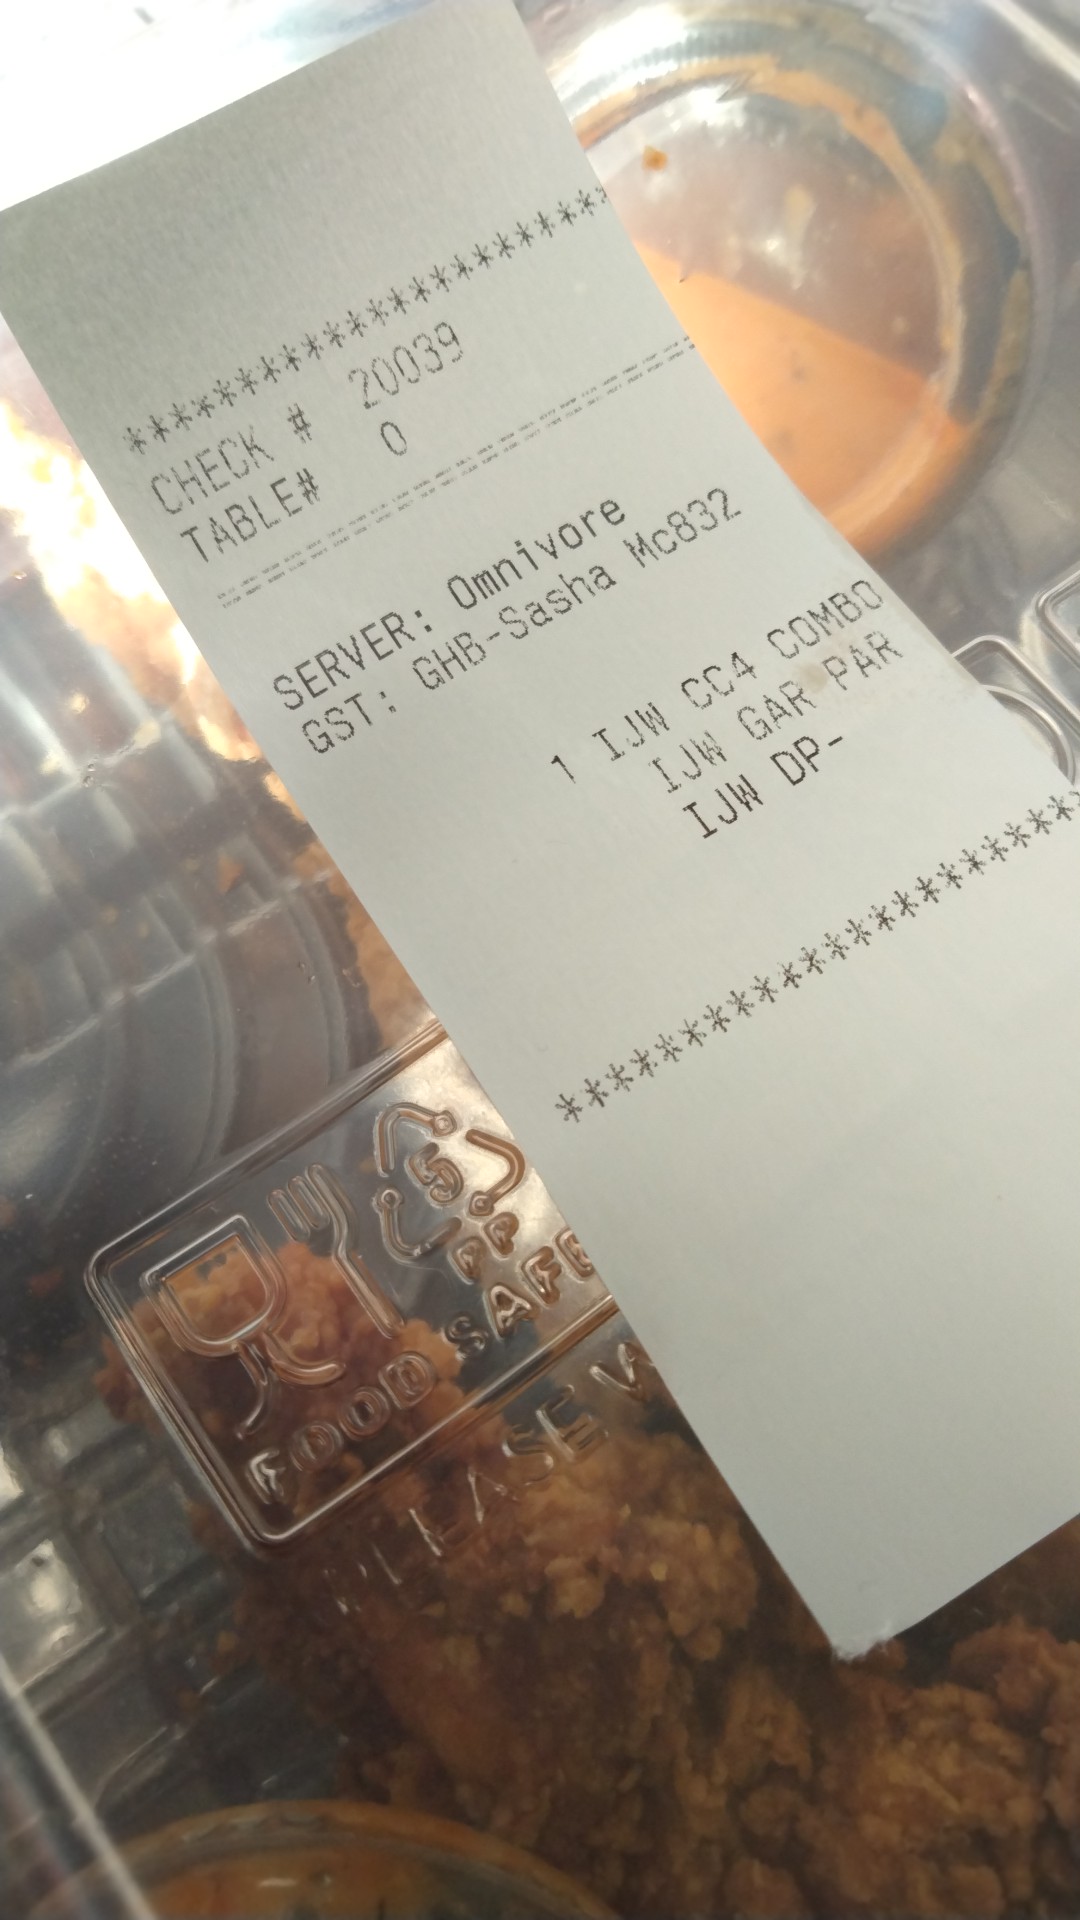 ************************
CHECK # 20039
TABLE# 0
SERVER: Omnivore
GST: GHB-Sasha Mc832
1 IJW CC4 COMBO
IJW GAR PAR
IJW DP-
************************
5
PP
FOOD SAFE